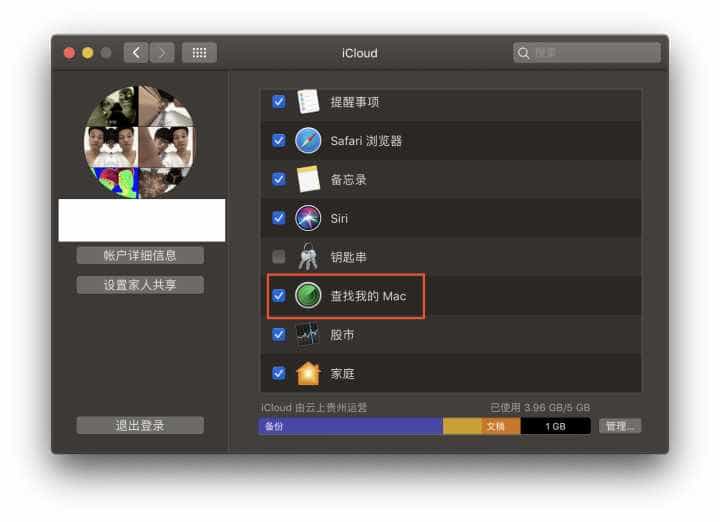 iCloud
搜索
提醒事项
Safari 浏览器
备忘录
Siri
钥匙串
查找我的 Mac
股市
家庭
帐户详细信息
设置家人共享
退出登录
iCloud 由云上贵州运营
已使用 3.96 GB/5 GB
备份
文稿
1 GB
管理...